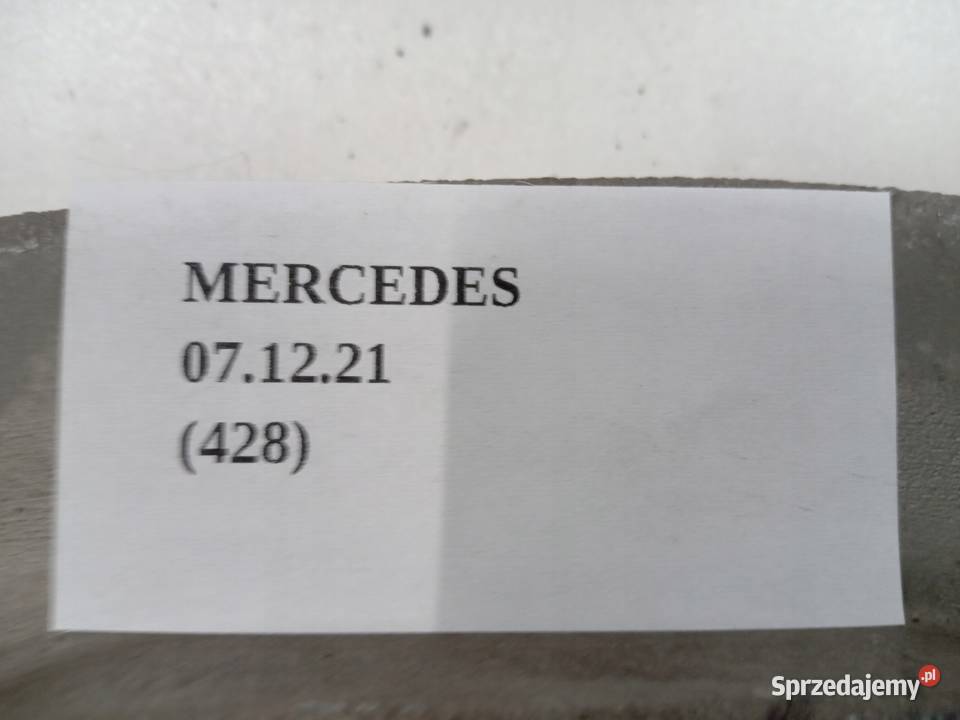 MERCEDES
07.12.21
(428)
Sprzedajemy.pl